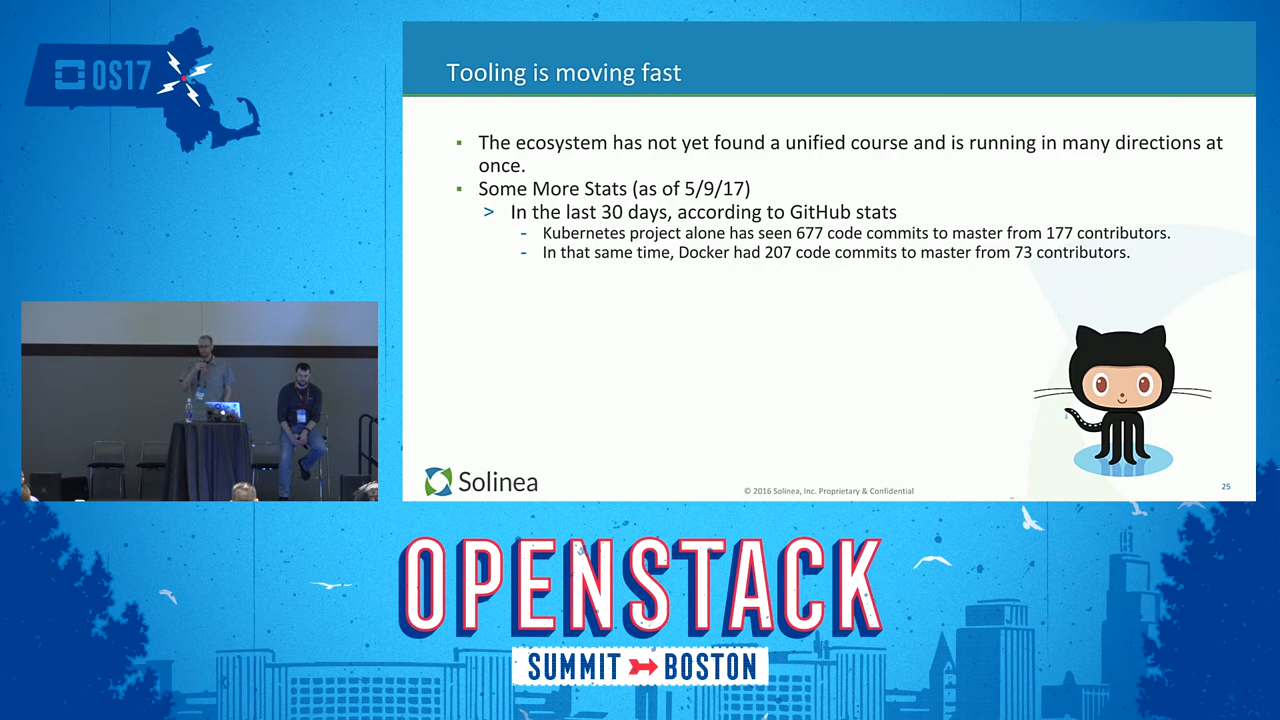 OS17
Tooling is moving fast
▪ The ecosystem has not yet found a unified course and is running in many directions at
once.
▪ Some More Stats (as of 5/9/17)
> In the last 30 days, according to GitHub stats
- Kubernetes project alone has seen 677 code commits to master from 177 contributors.
- In that same time, Docker had 207 code commits to master from 73 contributors.
Solinea
© 2016 Solinea, Inc. Proprietary & Confidential
25
OPENSTACK
SUMMIT BOSTON